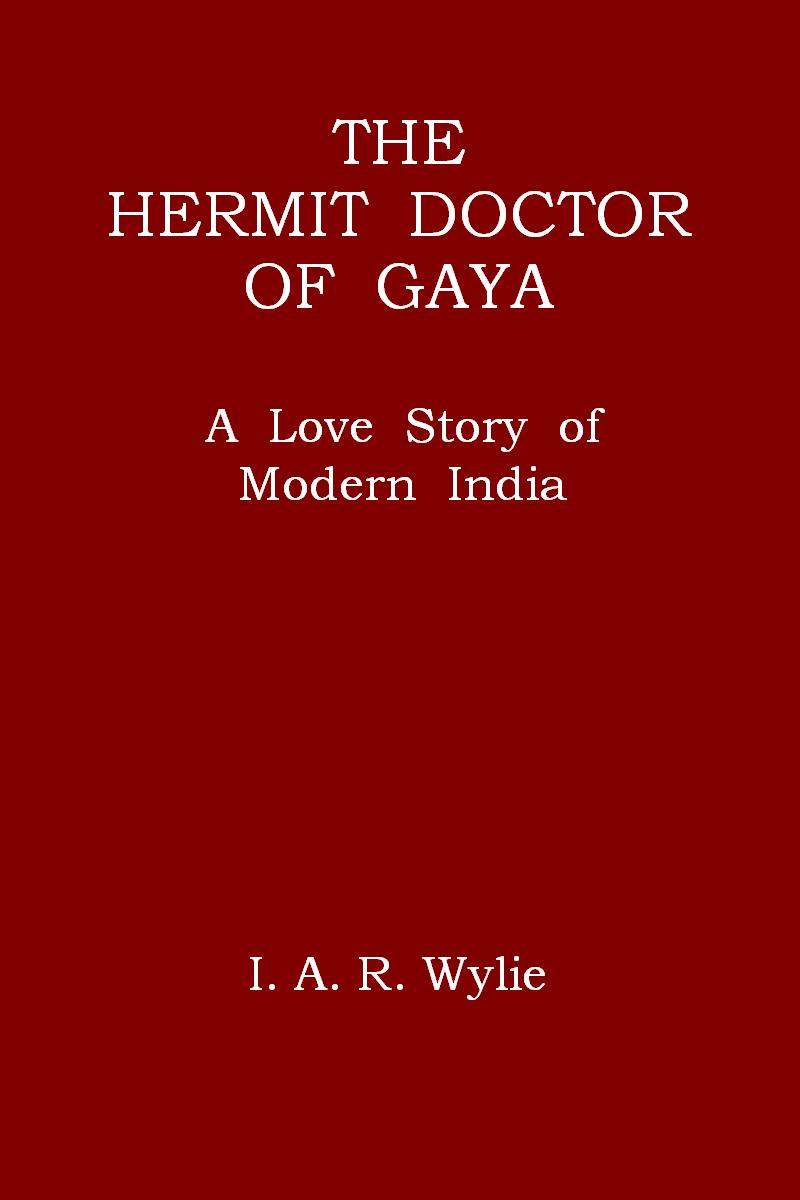 THE
HERMIT DOCTOR
OF GAYA
A Love Story of
Modern India
I. A. R. Wylie